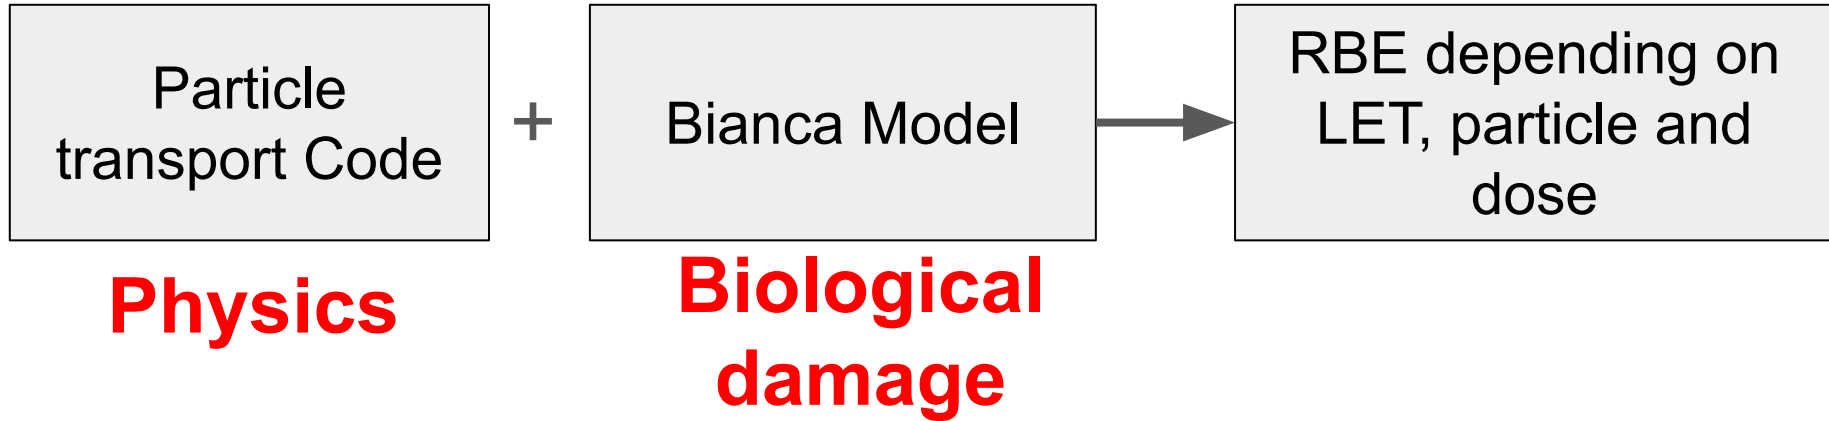 Particle
transport Code
+
Bianca Model
RBE depending on
LET, particle and
dose
Physics
Biological
damage